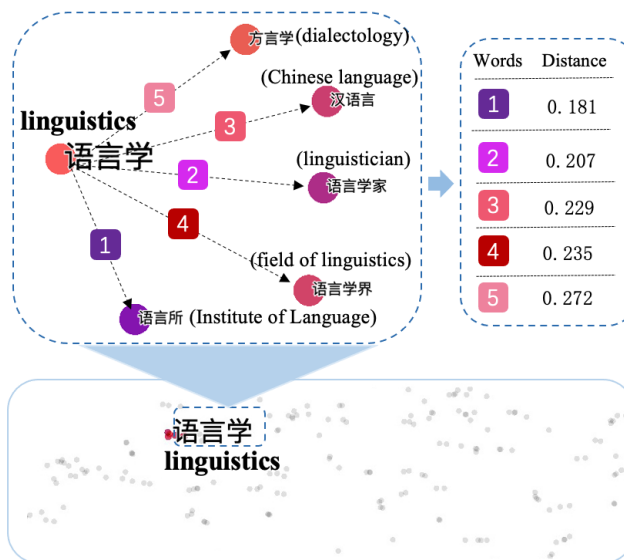 方言学(dialectology)
5
(Chinese language)
汉语言
3
linguistics
语言学
(linguistician)
2
语言学家
4
1
(field of linguistics)
语言学界
语言所 (Institute of Language)
Words Distance
1 0.181
2 0.207
3 0.229
4 0.235
5 0.272
语言学
linguistics